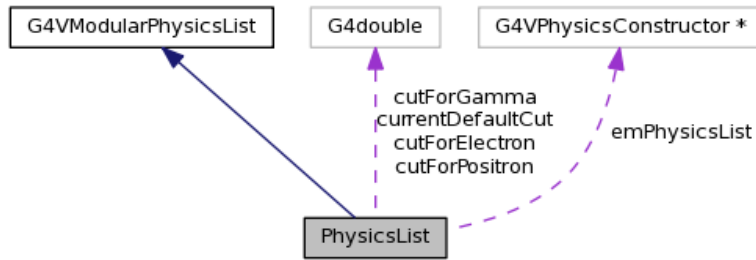 G4VModularPhysicsList
G4double
G4VPhysicsConstructor *
cutForGamma
currentDefaultCut
cutForElectron
cutForPositron
emPhysicsList
PhysicsList